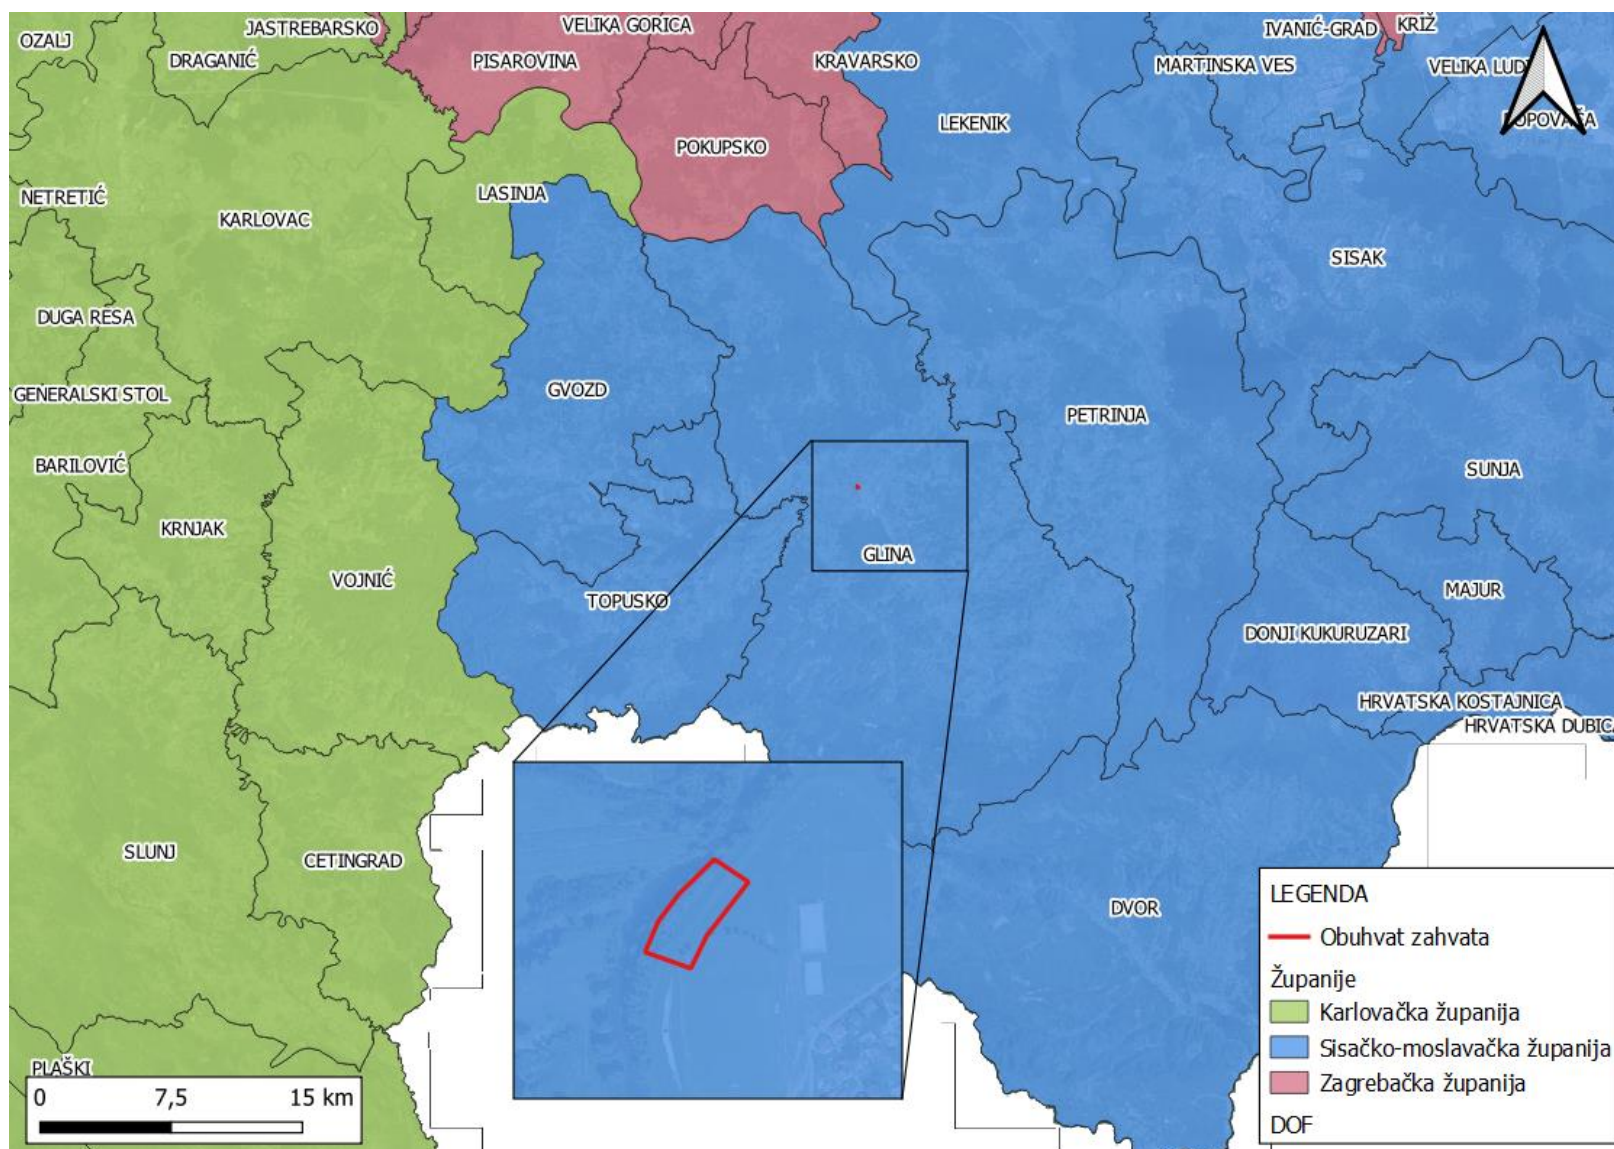 JASTREBARSKO
VELIKA GORICA
IVANIĆ-GRAD
KRIŽ
OZALJ
DRAGANIĆ
PISAROVINA
KRAVARSKO
MARTINSKA VES
LEKENIK
POKUPSKO
NETRETIĆ
LASINJA
KARLOVAC
SISAK
DUGA RESA
GENERALSKI STOL
GVOZD
PETRINJA
BARILOVIĆ
SUNJA
KRNJAK
GLINA
VOJNIĆ
TOPUSKO
MAJUR
DONJI KUKURUZARI
HRVATSKA KOSTAJNICA
HRVATSKA
SLUNJ
CETINGRAD
DVOR
PLAŠKI
0 7,5 15 km
LEGENDA
Obuhvat zahvata
Županije
Karlovačka županija
Sisačko-moslavačka županija
Zagrebačka županija
DOF